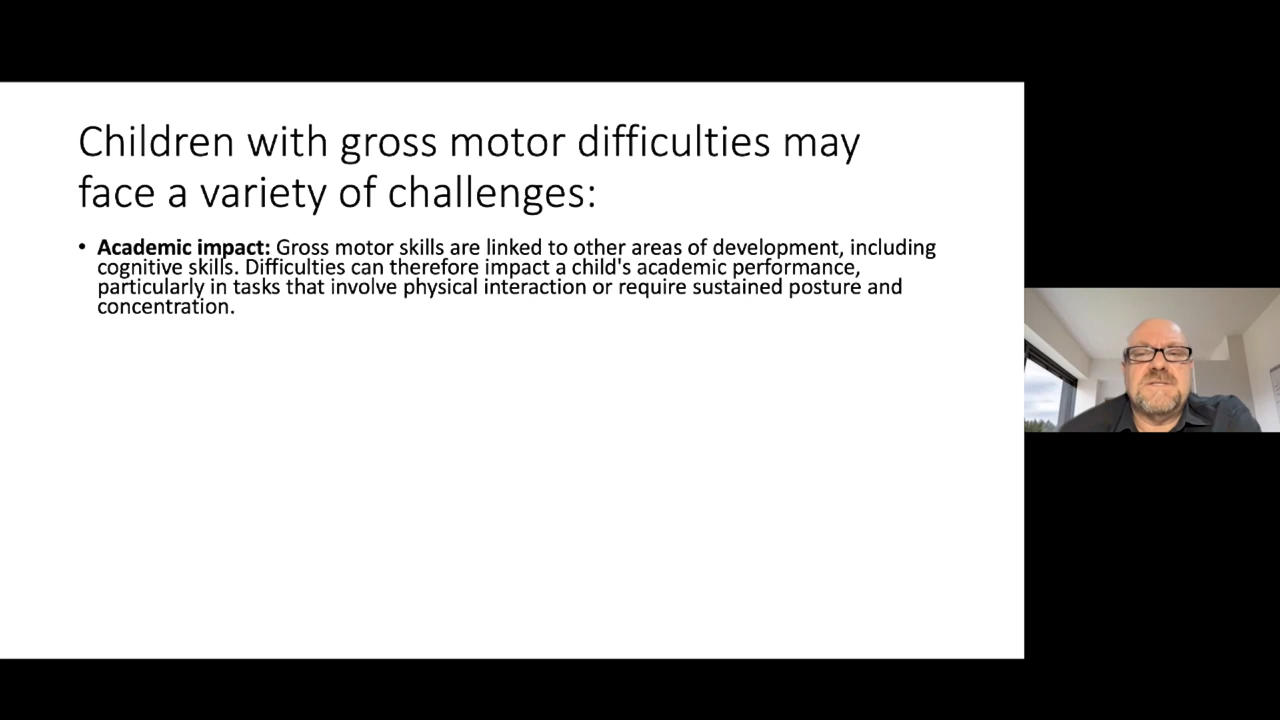 Children with gross motor difficulties may
face a variety of challenges:
• Academic impact: Gross motor skills are linked to other areas of development, including
cognitive skills. Difficulties can therefore impact a child's academic performance,
particularly in tasks that involve physical interaction or require sustained posture and
concentration.